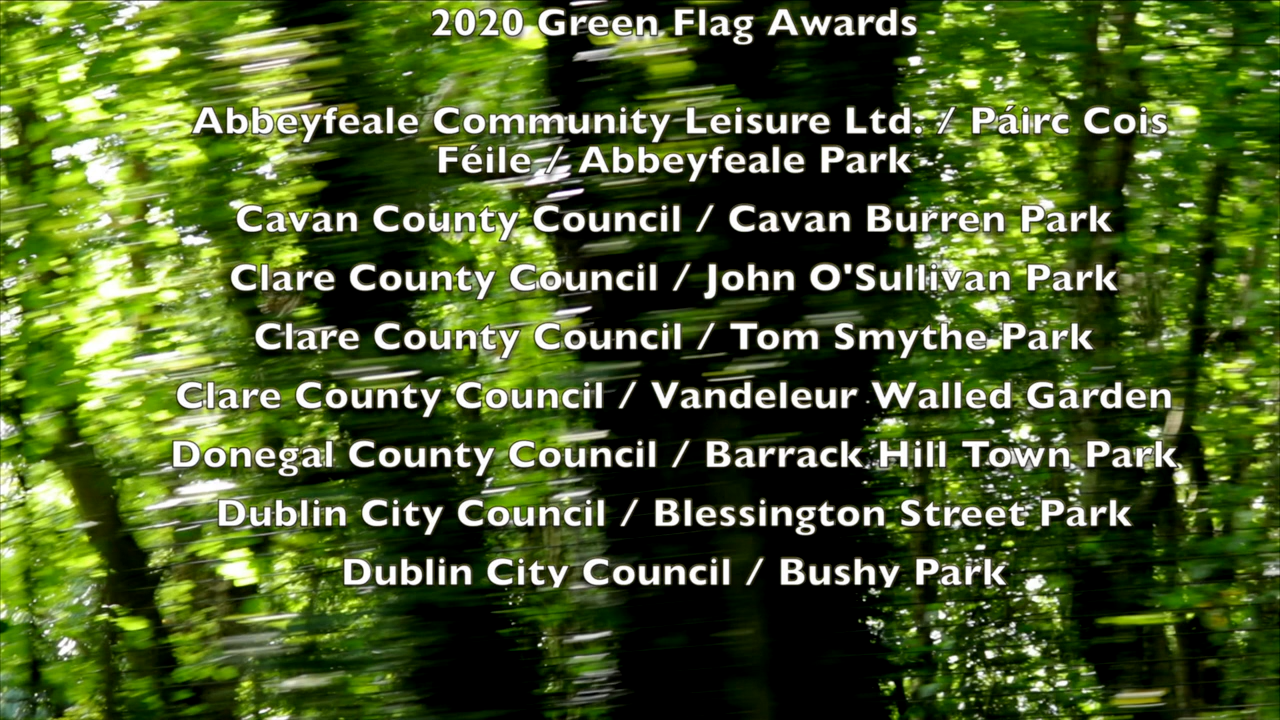 2020 Green Flag Awards
Abbeyfeale Community Leisure Ltd. / Páirc Cois
Féile / Abbeyfeale Park
Cavan County Council / Cavan Burren Park
Clare County Council / John O'Sullivan Park
Clare County Council / Tom Smythe Park
Clare County Council / Vandeleur Walled Garden
Donegal County Council / Barrack Hill Town Park
Dublin City Council / Blessington Street Park
Dublin City Council / Bushy Park